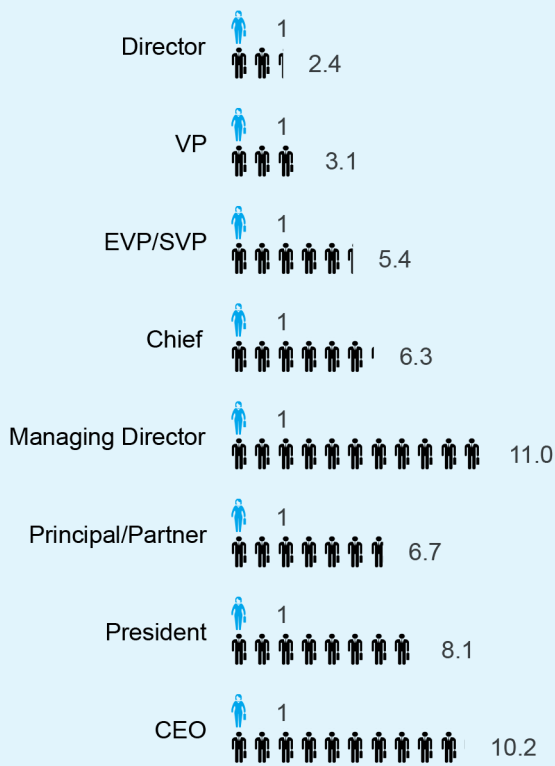 1
Director
2.4
1
VP
3.1
1
EVP/SVP
5.4
1
Chief
6.3
1
Managing Director
11.0
1
Principal/Partner
6.7
1
President
8.1
1
CEO
10.2